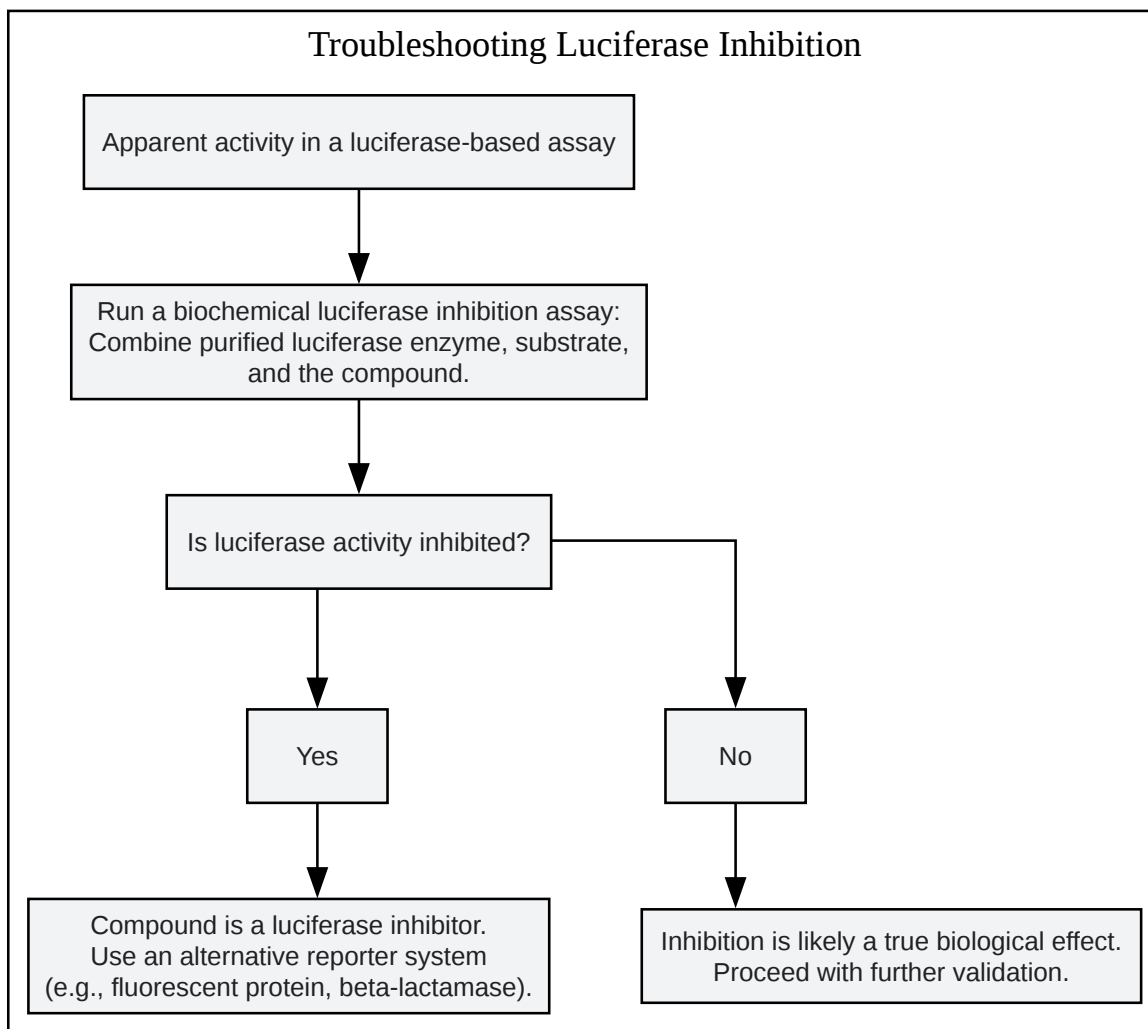 Troubleshooting Luciferase Inhibition
Apparent activity in a luciferase-based assay
Run a biochemical luciferase inhibition assay:
Combine purified luciferase enzyme, substrate,
and the compound.
Is luciferase activity inhibited?
Yes
No
Compound is a luciferase inhibitor.
Use an alternative reporter system
(e.g., fluorescent protein, beta-lactamase).
Inhibition is likely a true biological effect.
Proceed with further validation.